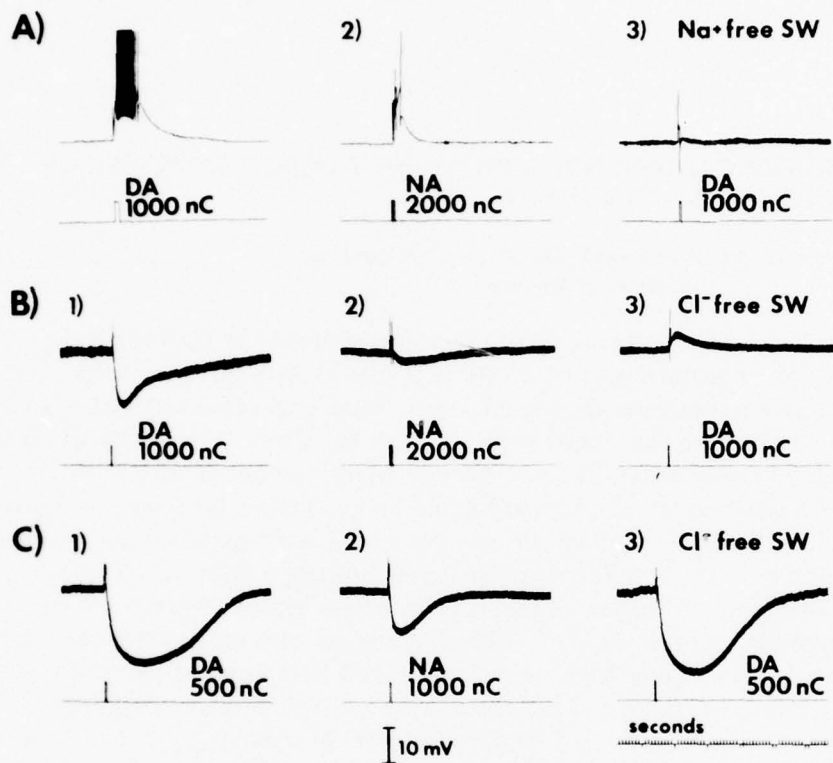 A)
2)
3) Na+free SW
DA
1000 nC
NA
2000 nC
DA
1000 nC
B)
1)
2)
3) Cl⁻free SW
DA
1000 nC
NA
2000 nC
DA
1000 nC
C)
1)
2)
3) Cl⁻free SW
DA
500 nC
NA
1000 nC
DA
500 nC
10 mV
seconds